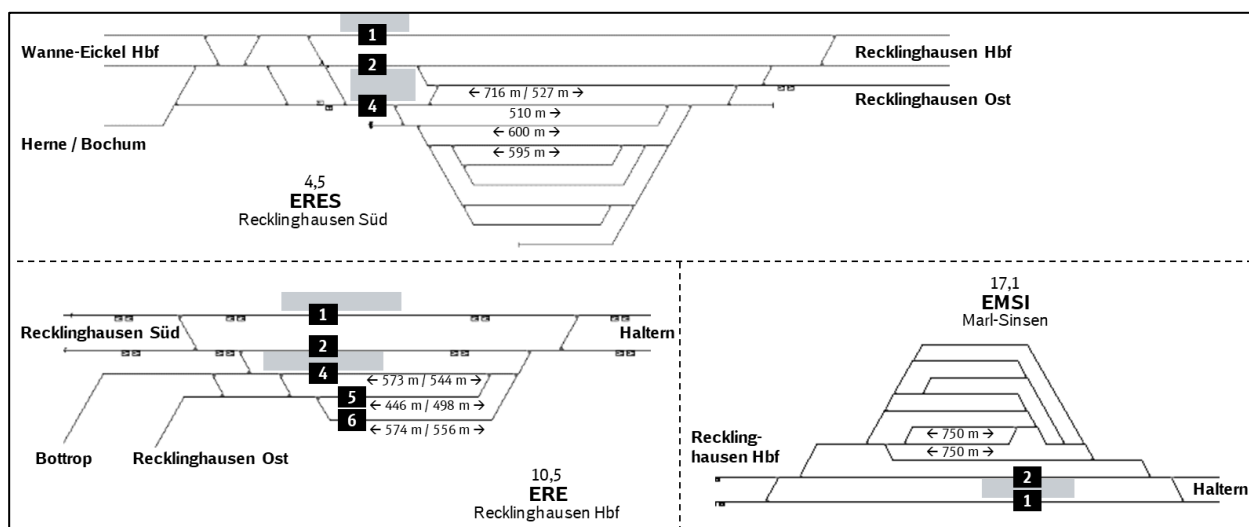 1
Wanne-Eickel Hbf
Recklinghausen Hbf
2
← 716 m / 527 m →
Recklinghausen Ost
4
510 m
← 600 m →
Herne / Bochum
← 595 m →
4,5
ERES
Recklinghausen Süd
1
Recklinghausen Süd
Haltern
2
4
← 573 m / 544 m →
5
← 446 m / 498 m →
6
← 574 m / 556 m →
Bottrop
Recklinghausen Ost
10,5
ERE
Recklinghausen Hbf
17,1
EMSI
Marl-Sinsen
← 750 m →
Reckling-
hausen Hbf
← 750 m →
2
Haltern
1